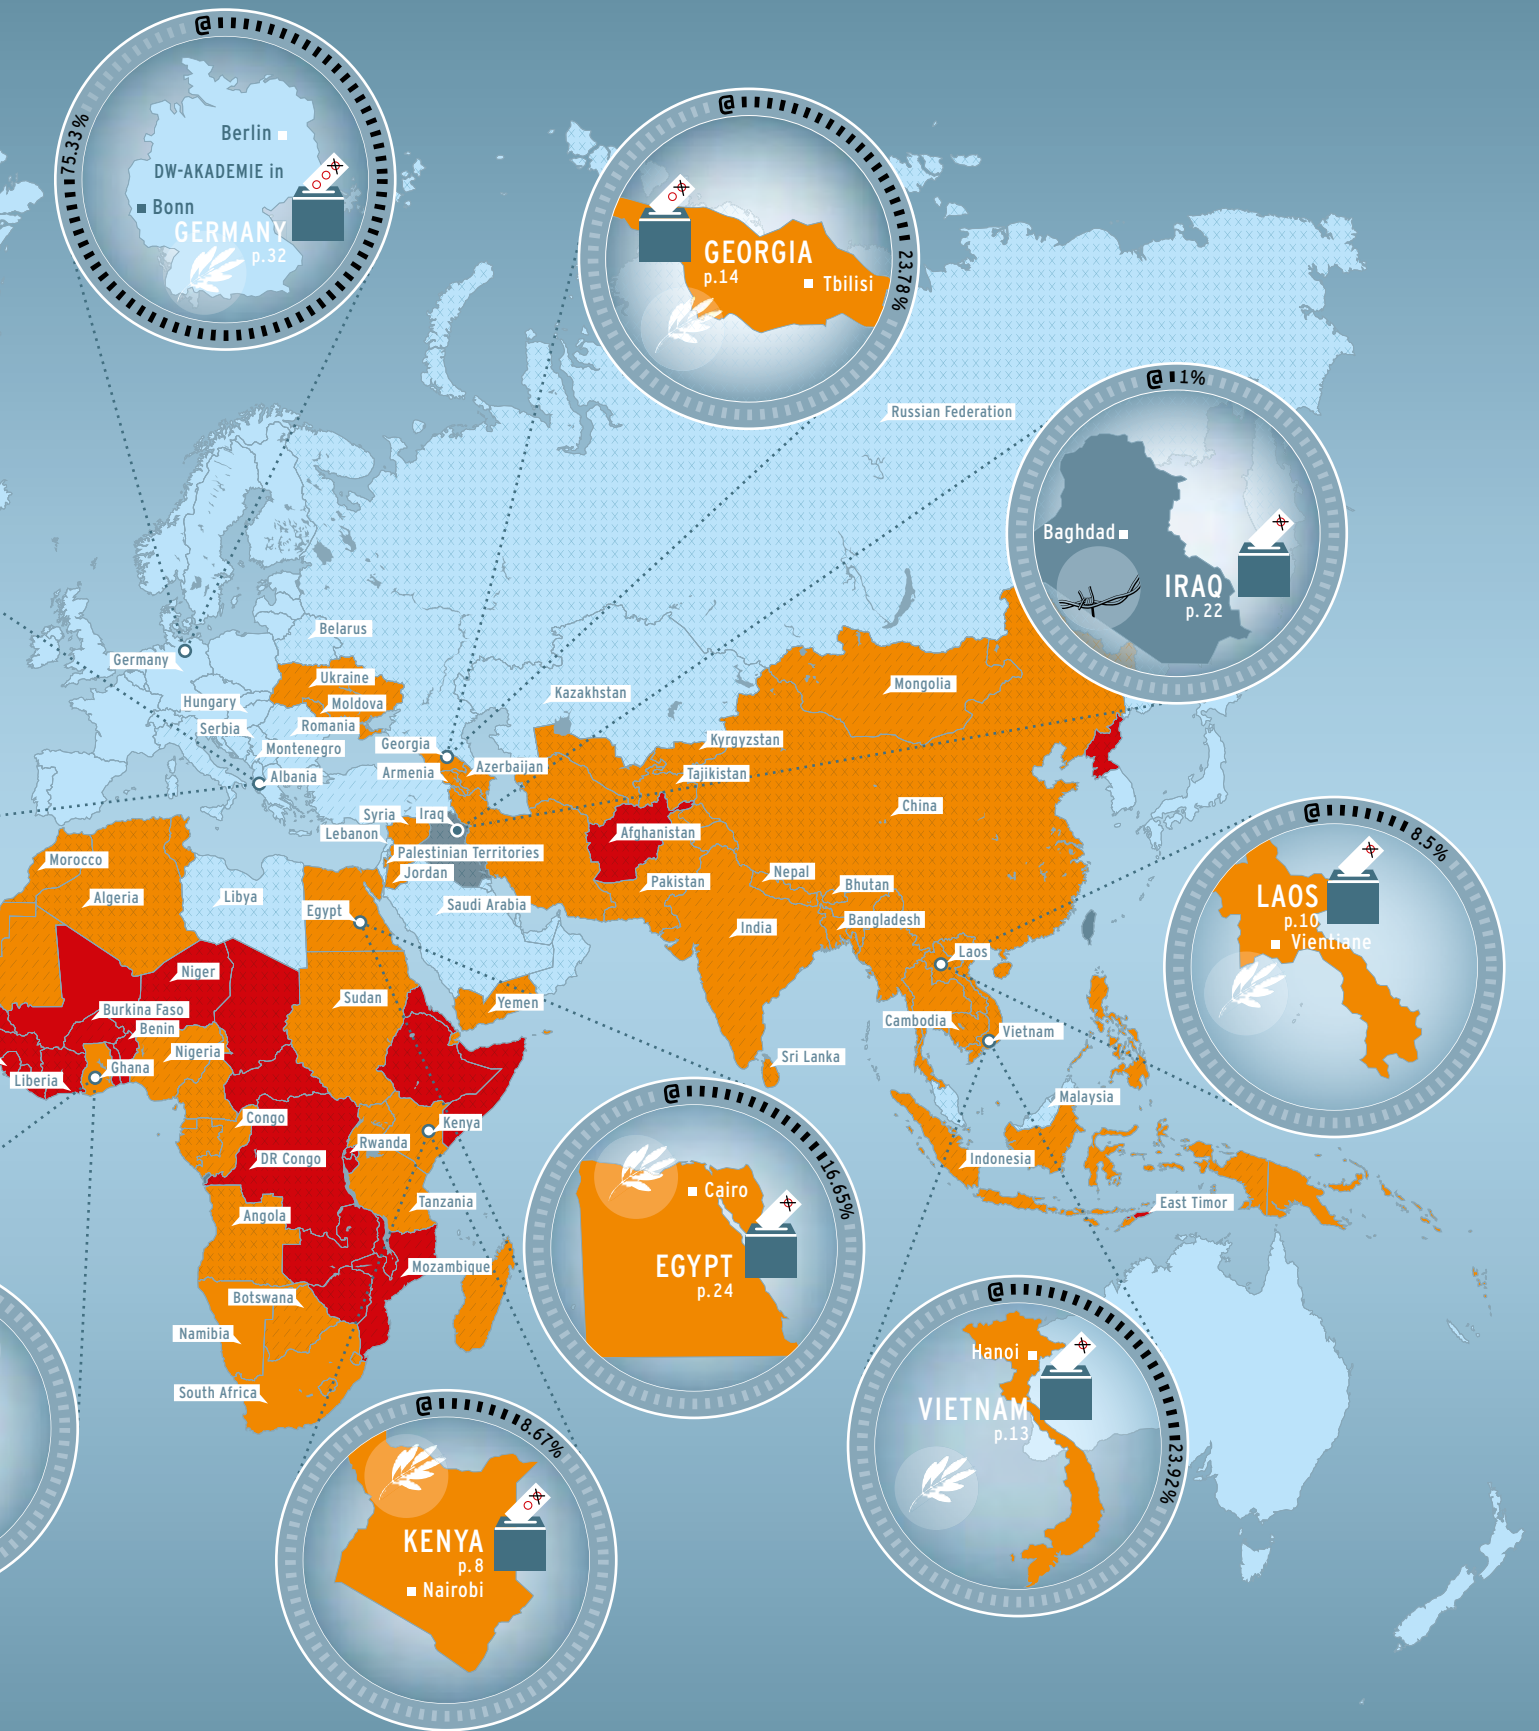 @
75.33%
Berlin
DW-AKADEMIE in
Bonn
GERMANY
p.32
@
23.78%
GEORGIA
p.14
Tbilisi
Russian Federation
@ 1%
Baghdad
IRAQ
p. 22
Belarus
Germany
Ukraine
Hungary
Moldova
Serbia
Romania
Montenegro
Albania
Georgia
Armenia
Azerbaijan
Kazakhstan
Mongolia
Kyrgyzstan
Tajikistan
China
Syria
Iraq
Lebanon
Afghanistan
Palestinian Territories
Jordan
Pakistan
Nepal
Bhutan
Bangladesh
India
Saudi Arabia
Morocco
Algeria
Libya
Egypt
Niger
Sudan
Yemen
Burkina Faso
Benin
Nigeria
Ghana
Liberia
Laos
Cambodia
Vietnam
Sri Lanka
Malaysia
Indonesia
East Timor
@
8.5%
LAOS
p.10
Vientiane
Congo
Kenya
Rwanda
DR Congo
Tanzania
Angola
Mozambique
Botswana
Namibia
South Africa
@
16.65%
Cairo
EGYPT
p.24
@
23.92%
Hanoi
VIETNAM
p.13
@
8.67%
KENYA
p. 8
Nairobi